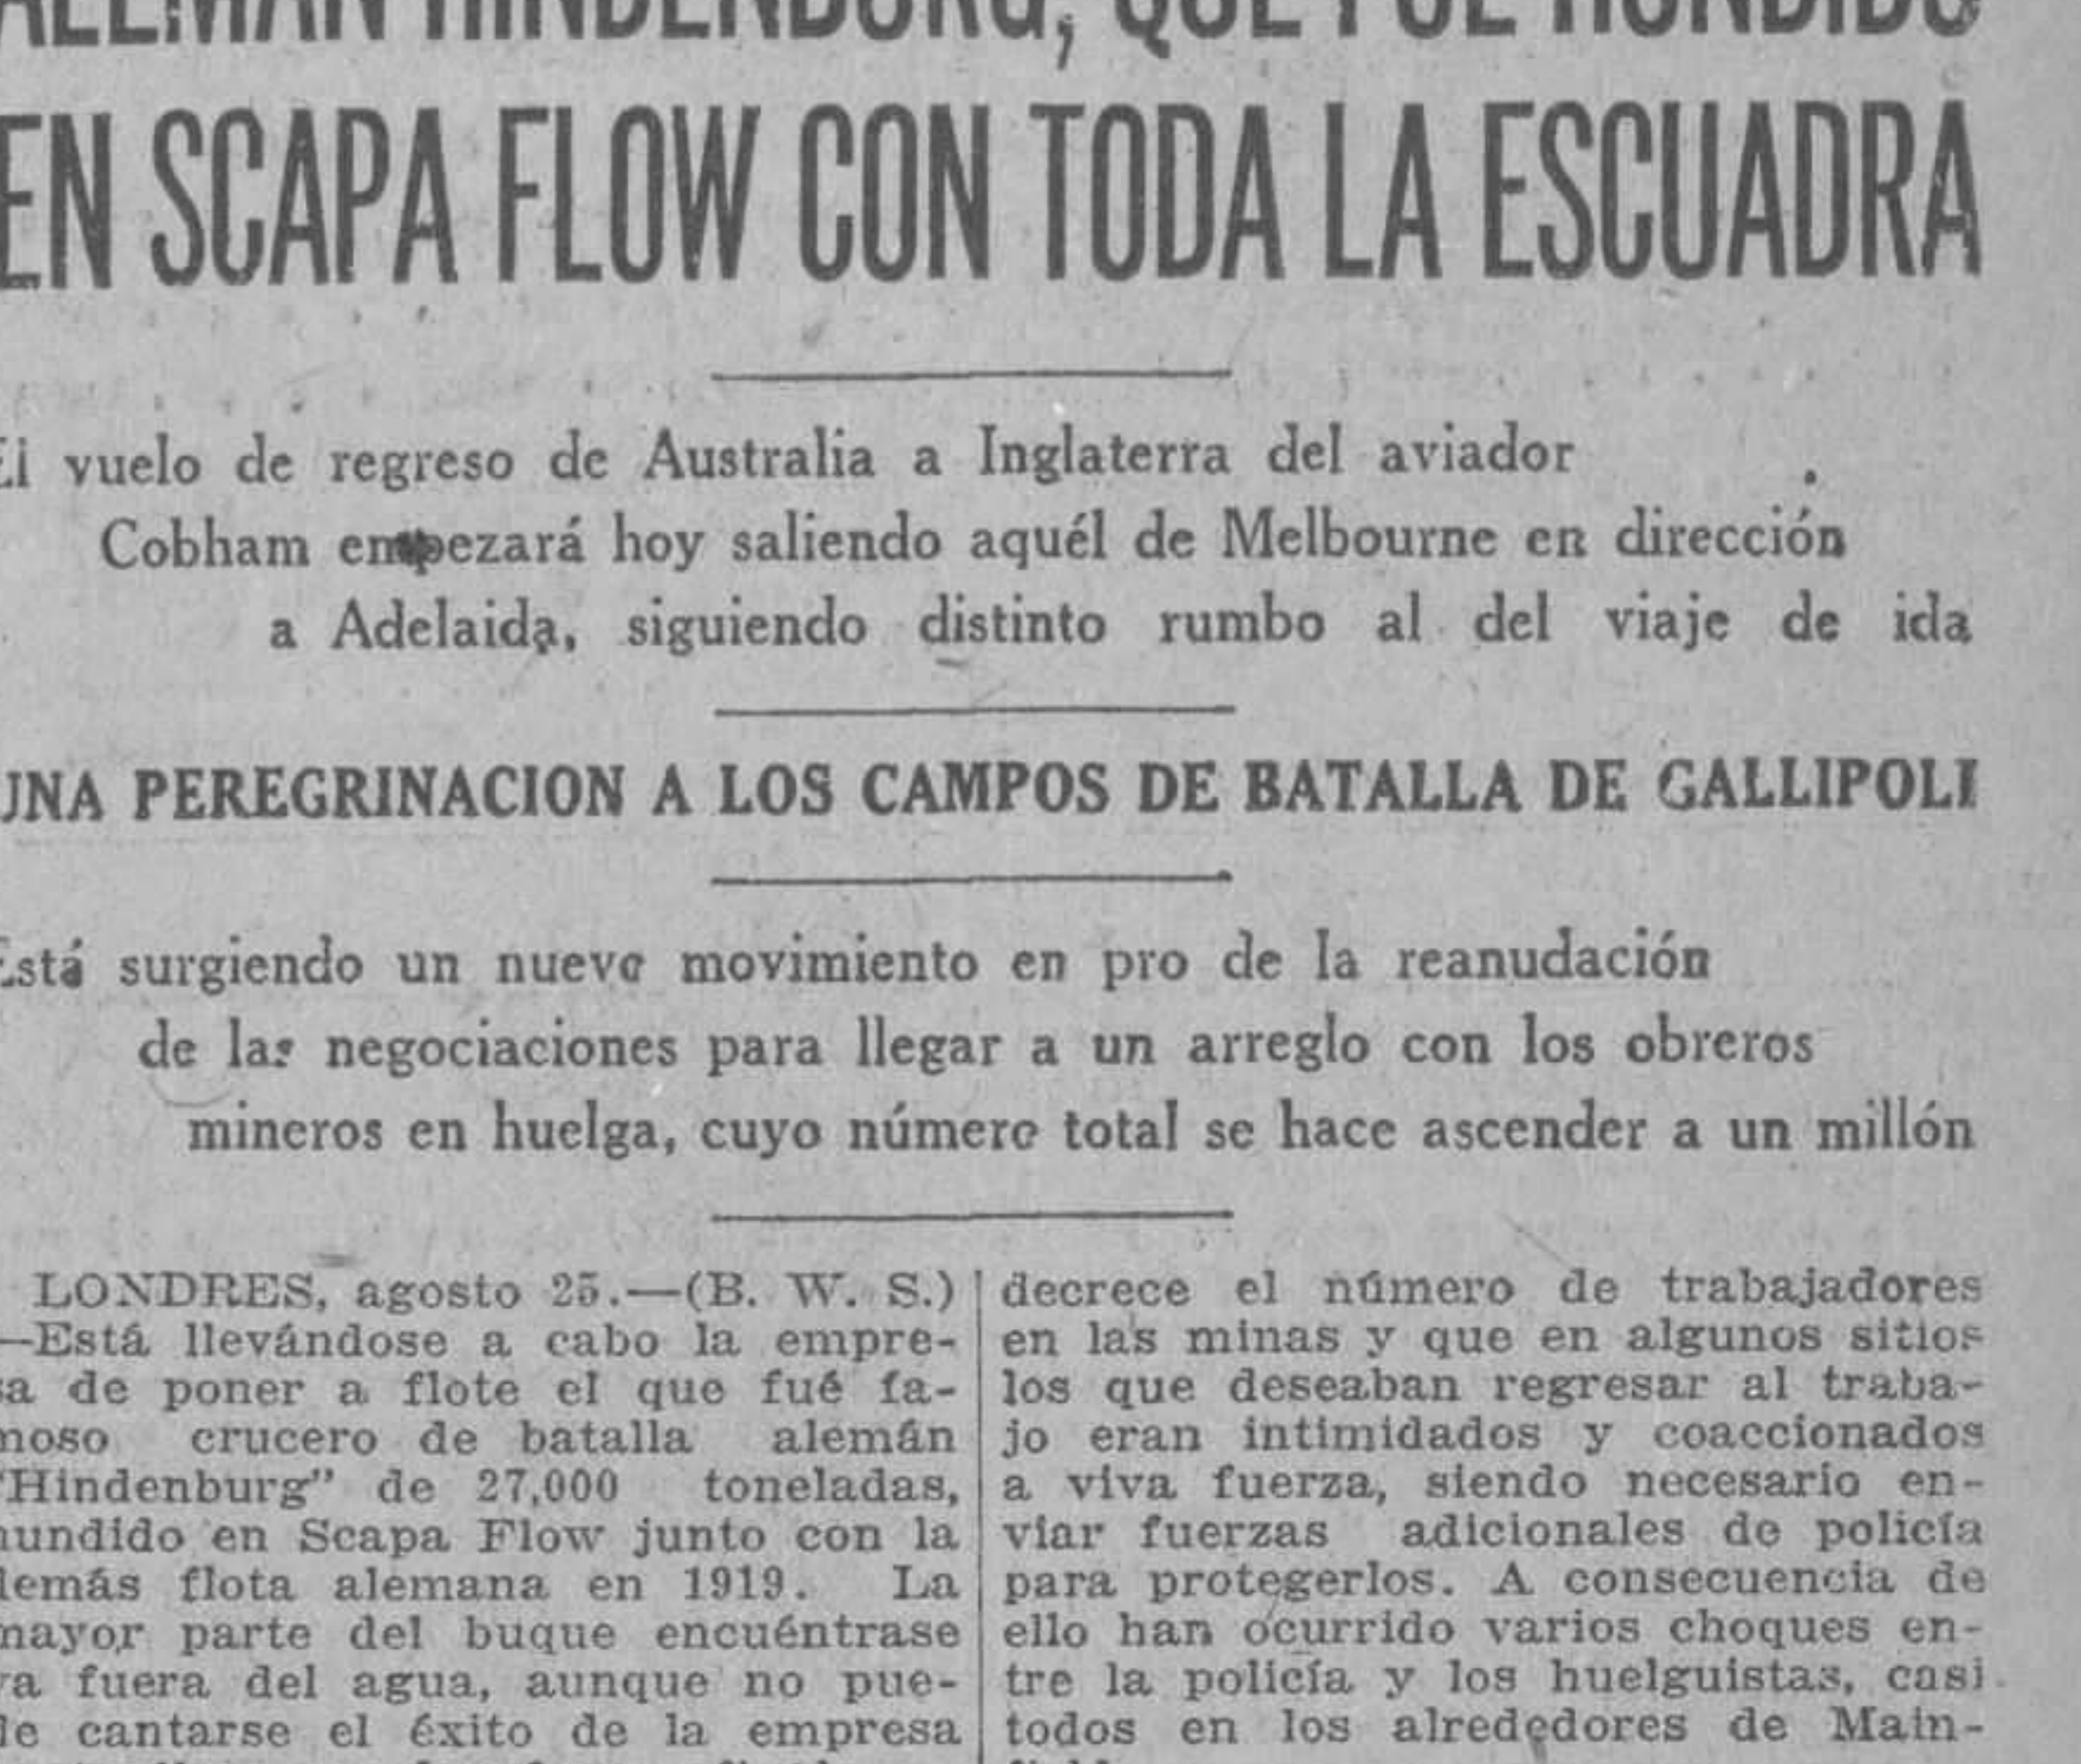 ALEMAN HINDENBURG, QUE FUE HUNDIDO
EN SCAPA FLOW CON TODA LA ESCUADRA
El vuelo de regreso de Australia a Inglaterra del aviador
Cobham empezará hoy saliendo aquél de Melbourne en dirección
a Adelaida, siguiendo distinto rumbo al del viaje de ida
UNA PEREGRINACION A LOS CAMPOS DE BATALLA DE GALLIPOLI
Está surgiendo un nuevo movimiento en pro de la reanudación
de las negociaciones para llegar a un arreglo con los obreros
mineros en huelga, cuyo número total se hace ascender a un millón
LONDRES, agosto 25.—(B. W. S.)
—Está llevándose a cabo la empre-
sa de poner a flote el que fué fa-
moso crucero de batalla alemán
"Hindenburg" de 27,000 toneladas,
hundido en Scapa Flow junto con la
demás flota alemana en 1919. La
mayor parte del buque encuéntrase
ya fuera del agua, aunque no pue-
de cantarse el éxito de la empresa
decrece el número de trabajadores
en las minas y que en algunos sitios
los que deseaban regresar al traba-
jo eran intimidados y coaccionados
a viva fuerza, siendo necesario en-
viar fuerzas adicionales de policía
para protegerlos. A consecuencia de
ello han ocurrido varios choques en-
tre la policía y los huelguistas, casi
todos en los alrededores de Main-